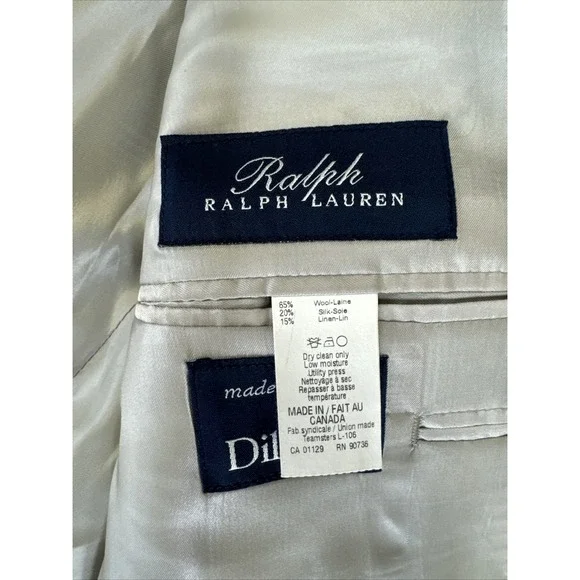 Ralph
RALPH LAUREN
65% Wool-Laine
20% Silk-Soie
15% Linen-Lin
Dry clean only
Low moisture
Utility press
Nettoyage à sec
Repasser à basse
température
MADE IN / FAIT AU
CANADA
Fab syndicale / Union made
Teamsters L-106
CA 01129 RN 90735
made
Dil